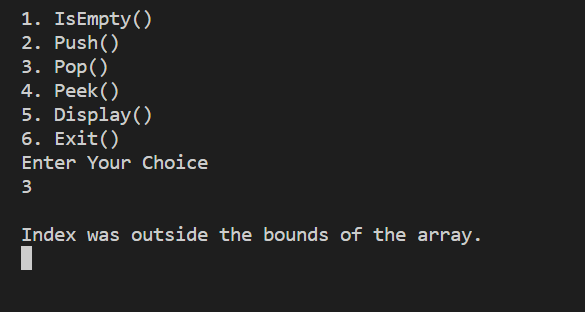 1. IsEmpty()
2. Push()
3. Pop()
4. Peek()
5. Display()
6. Exit()
Enter Your Choice
3
Index was outside the bounds of the array.